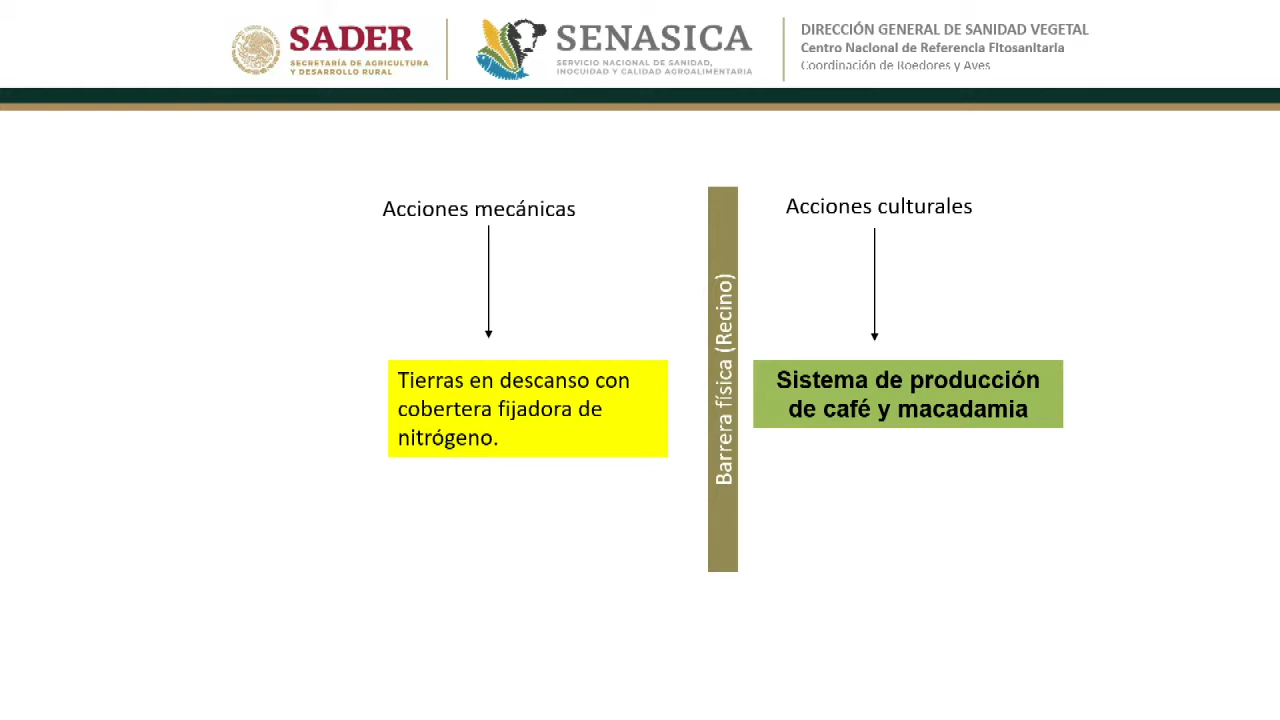 SADER
SECRETARÍA DE AGRICULTURA
Y DESARROLLO RURAL
SENASICA
SERVICIO NACIONAL DE SANIDAD,
INOCUIDAD Y CALIDAD AGROALIMENTARIA
DIRECCIÓN GENERAL DE SANIDAD VEGETAL
Centro Nacional de Referencia Fitosanitaria
Coordinación de Roedores y Aves
Acciones mecánicas
Acciones culturales
Barrera física (Recino)
Tierras en descanso con
cobertera fijadora de
nitrógeno.
Sistema de producción
de café y macadamia